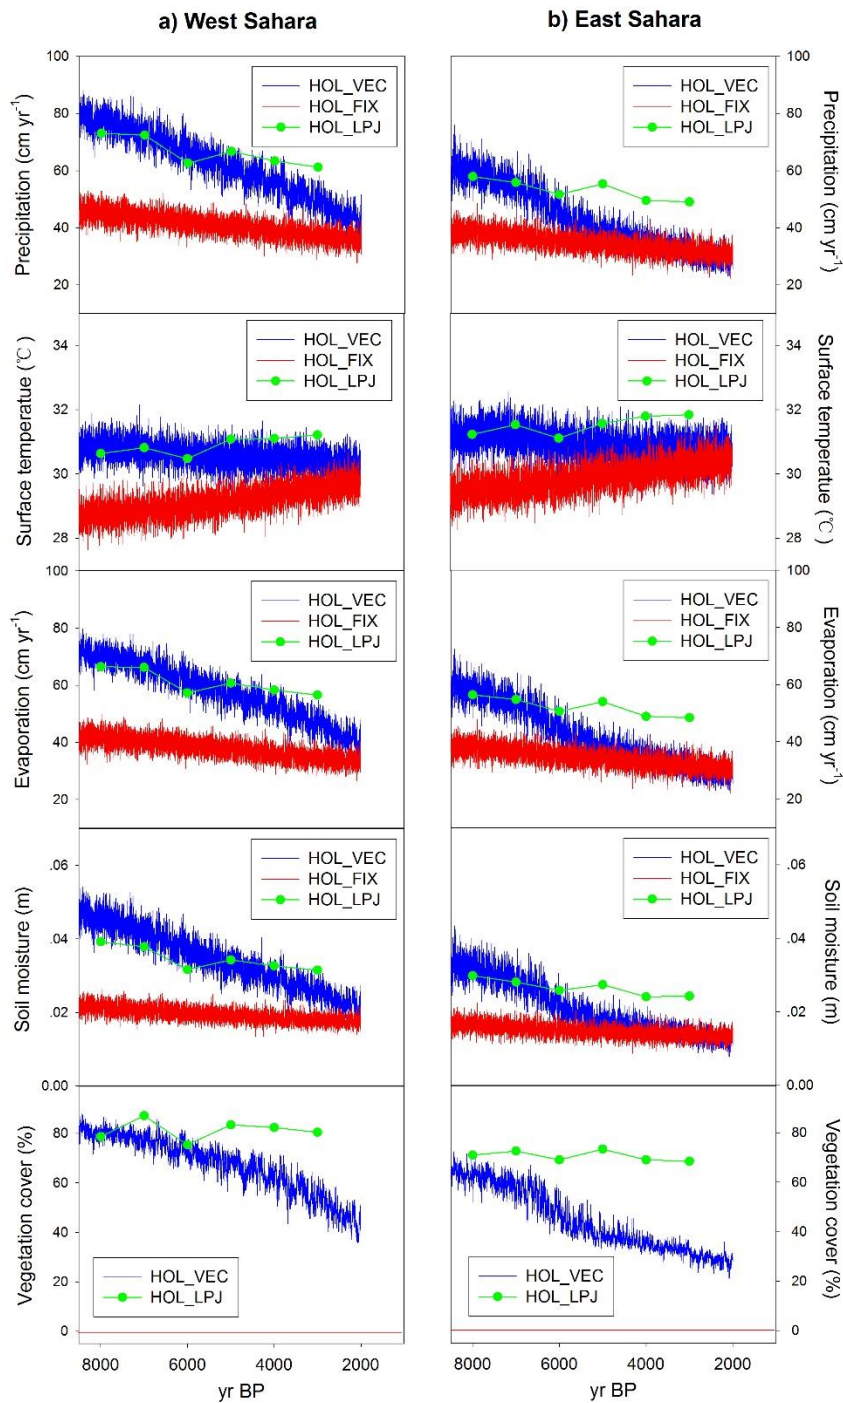 a) West Sahara
b) East Sahara
Precipitation (cm yr-1)
100
80
60
40
20
HOL_VEC
HOL_FIX
HOL_LPJ
HOL_VEC
HOL_FIX
HOL_LPJ
100
80
60
40
20
Precipitation (cm yr-1)
Surface temperatue (℃)
34
32
30
28
HOL_VEC
HOL_FIX
HOL_LPJ
HOL_VEC
HOL_FIX
HOL_LPJ
34
32
30
28
Surface temperatue (℃)
Evaporation (cm yr-1)
100
80
60
40
20
HOL_VEC
HOL_FIX
HOL_LPJ
HOL_VEC
HOL_FIX
HOL_LPJ
100
80
60
40
20
Evaporation (cm yr-1)
Soil moisture (m)
.06
.04
.02
0.00
HOL_VEC
HOL_FIX
HOL_LPJ
HOL_VEC
HOL_FIX
HOL_LPJ
.06
.04
.02
0.00
Soil moisture (m)
Vegetation cover (%)
80
60
40
20
0
HOL_VEC
HOL_LPJ
HOL_VEC
HOL_LPJ
80
60
40
20
0
Vegetation cover (%)
8000 6000 4000 2000
yr BP
8000 6000 4000 2000
yr BP